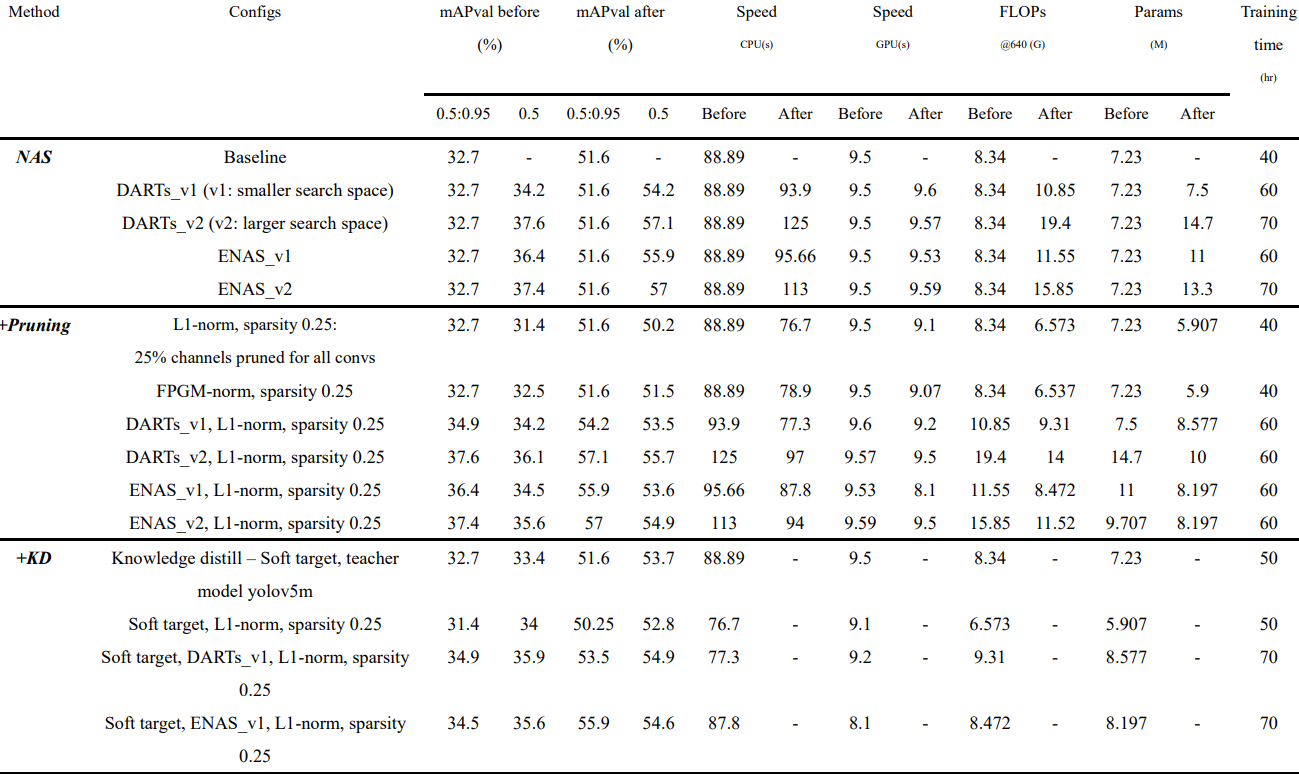 Method Configs mAPval before mAPval after Speed Speed FLOPs Params Training
(%) (%) CPU(s) GPU(s) @640 (G) (M) time
(hr)
0.5:0.95 0.5 0.5:0.95 0.5 Before After Before After Before After Before After
NAS Baseline 32.7 - 51.6 - 88.89 - 9.5 - 8.34 - 7.23 - 40
DARTs_v1 (v1: smaller search space) 32.7 34.2 51.6 54.2 88.89 93.9 9.5 9.6 8.34 10.85 7.23 7.5 60
DARTs_v2 (v2: larger search space) 32.7 37.6 51.6 57.1 88.89 125 9.5 9.57 8.34 19.4 7.23 14.7 70
ENAS_v1 32.7 36.4 51.6 55.9 88.89 95.66 9.5 9.53 8.34 11.55 7.23 11 60
ENAS_v2 32.7 37.4 51.6 57 88.89 113 9.5 9.59 8.34 15.85 7.23 13.3 70
+Pruning L1-norm, sparsity 0.25: 32.7 31.4 51.6 50.2 88.89 76.7 9.5 9.1 8.34 6.573 7.23 5.907 40
25% channels pruned for all convs
FPGM-norm, sparsity 0.25 32.7 32.5 51.6 51.5 88.89 78.9 9.5 9.07 8.34 6.537 7.23 5.9 40
DARTs_v1, L1-norm, sparsity 0.25 34.9 34.2 54.2 53.5 93.9 77.3 9.6 9.2 10.85 9.31 7.5 8.577 60
DARTs_v2, L1-norm, sparsity 0.25 37.6 36.1 57.1 55.7 125 97 9.57 9.5 19.4 14 14.7 10 60
ENAS_v1, L1-norm, sparsity 0.25 36.4 34.5 55.9 53.6 95.66 87.8 9.53 8.1 11.55 8.472 11 8.197 60
ENAS_v2, L1-norm, sparsity 0.25 37.4 35.6 57 54.9 113 94 9.59 9.5 15.85 11.52 9.707 8.197 60
+KD Knowledge distill – Soft target, teacher 32.7 33.4 51.6 53.7 88.89 - 9.5 - 8.34 - 7.23 - 50
model yolov5m
Soft target, L1-norm, sparsity 0.25 31.4 34 50.25 52.8 76.7 - 9.1 - 6.573 - 5.907 - 50
Soft target, DARTs_v1, L1-norm, sparsity 34.9 35.9 53.5 54.9 77.3 - 9.2 - 9.31 - 8.577 - 70
0.25
Soft target, ENAS_v1, L1-norm, sparsity 34.5 35.6 55.9 54.6 87.8 - 8.1 - 8.472 - 8.197 - 70
0.25